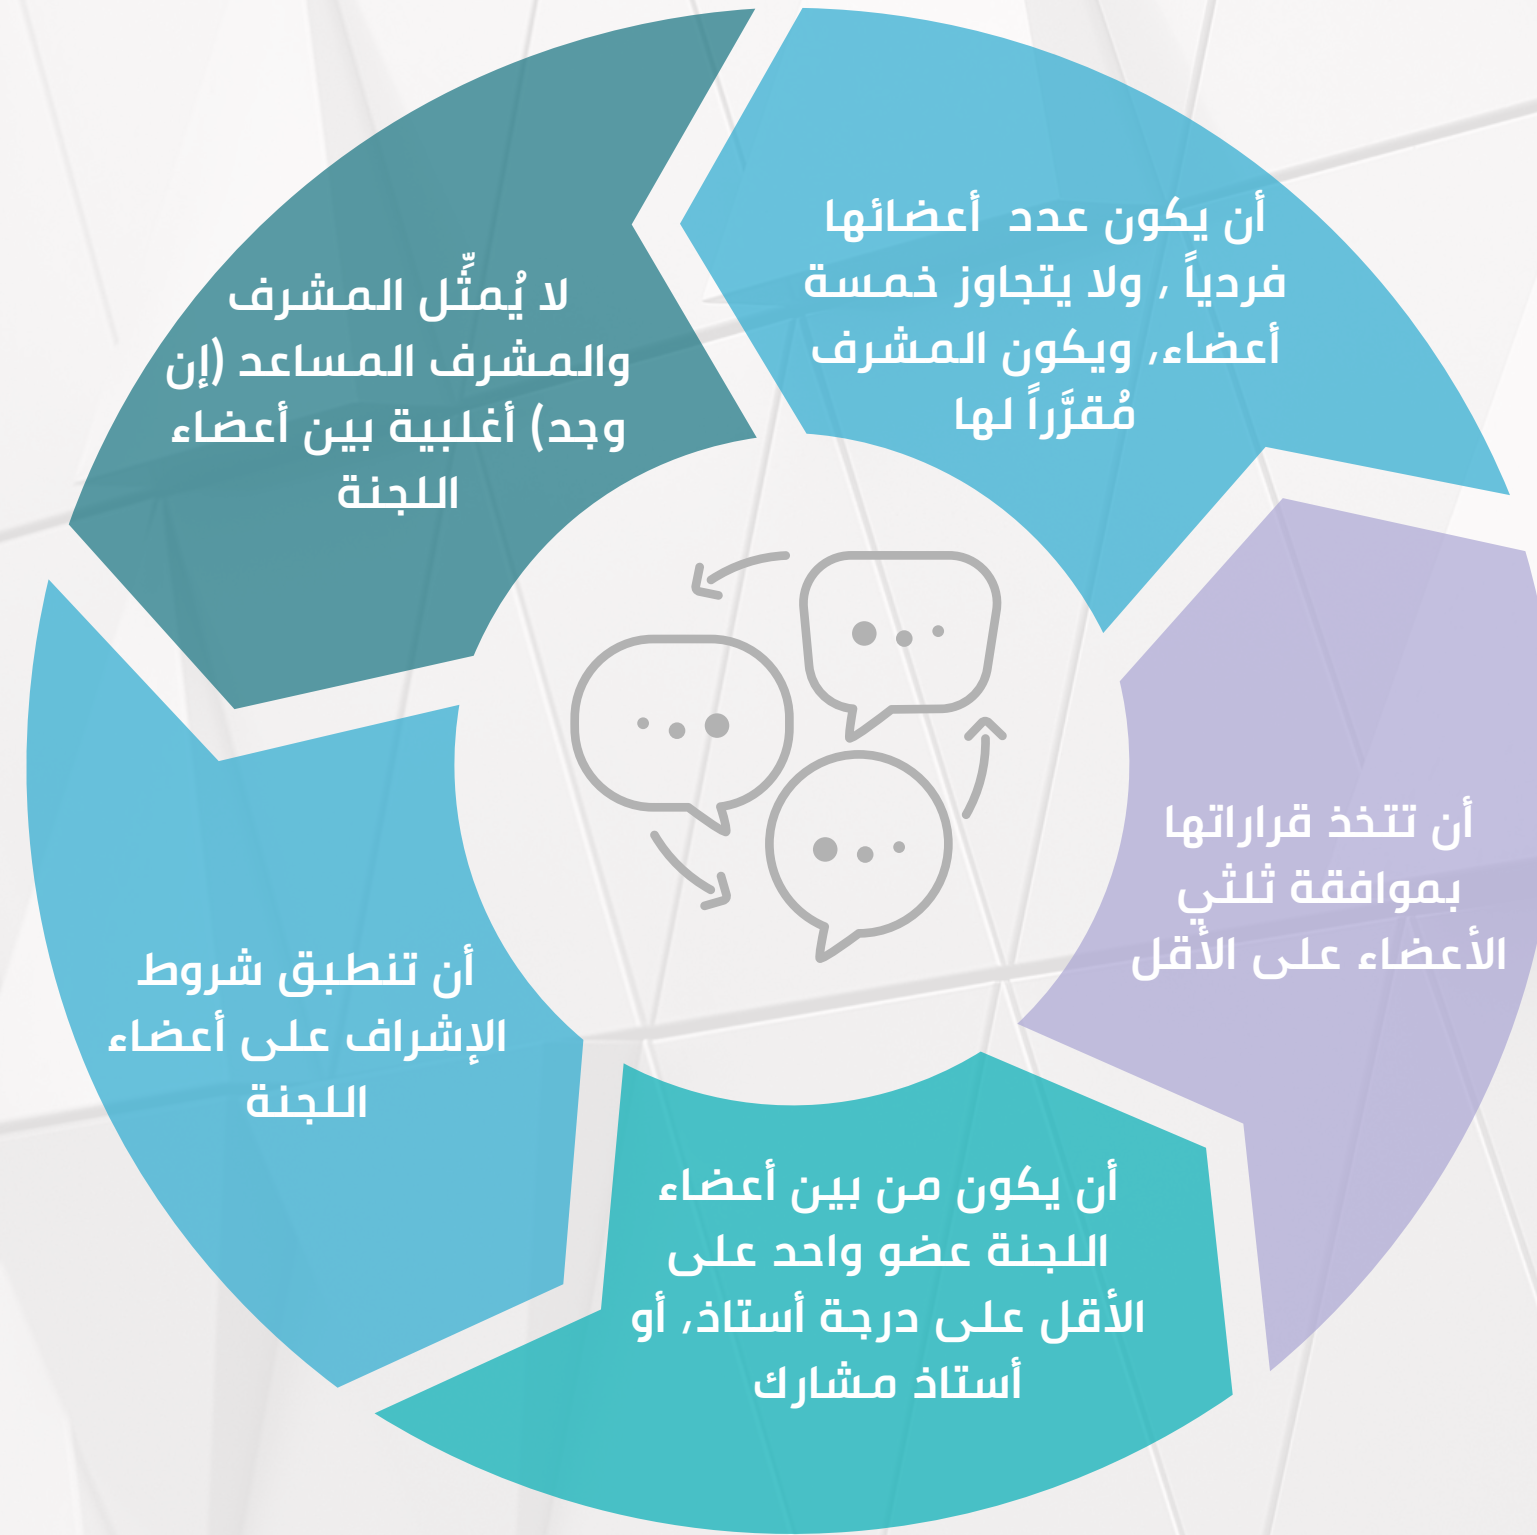 أن يكون عدد أعضائها
فردياً ، ولا يتجاوز خمسة
أعضاء، ويكون المشرف
مُقرَّراً لها
لا يُمثِّل المشرف
والمشرف المساعد (إن
وجد) أغلبية بين أعضاء
اللجنة
أن تنطبق شروط
الإشراف على أعضاء
اللجنة
أن يكون من بين أعضاء
اللجنة عضو واحد على
الأقل على درجة أستاذ، أو
أستاذ مشارك
أن تتخذ قراراتها
بموافقة ثلثي
الأعضاء على الأقل